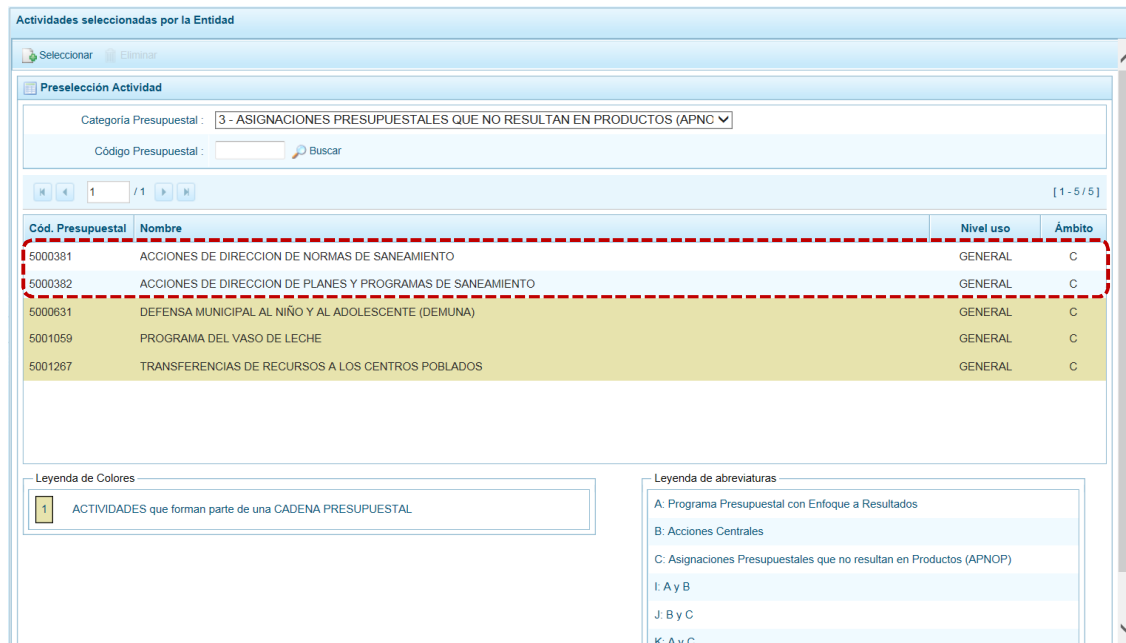 Actividades seleccionadas por la Entidad
Seleccionar Eliminar
Preselección Actividad
Categoría Presupuestal : 3 - ASIGNACIONES PRESUPUESTALES QUE NO RESULTAN EN PRODUCTOS (APNC
Código Presupuestal : Buscar
1 / 1 [ 1 - 5 / 5 ]
Cód. Presupuestal Nombre Nivel uso Ámbito
5000381 ACCIONES DE DIRECCION DE NORMAS DE SANEAMIENTO GENERAL C
5000382 ACCIONES DE DIRECCION DE PLANES Y PROGRAMAS DE SANEAMIENTO GENERAL C
5000631 DEFENSA MUNICIPAL AL NIÑO Y AL ADOLESCENTE (DEMUNA) GENERAL C
5001059 PROGRAMA DEL VASO DE LECHE GENERAL C
5001267 TRANSFERENCIAS DE RECURSOS A LOS CENTROS POBLADOS GENERAL C
Leyenda de Colores
1 ACTIVIDADES que forman parte de una CADENA PRESUPUESTAL
Leyenda de abreviaturas
A: Programa Presupuestal con Enfoque a Resultados
B: Acciones Centrales
C: Asignaciones Presupuestales que no resultan en Productos (APNOP)
I: A y B
J: B y C
K: A y C